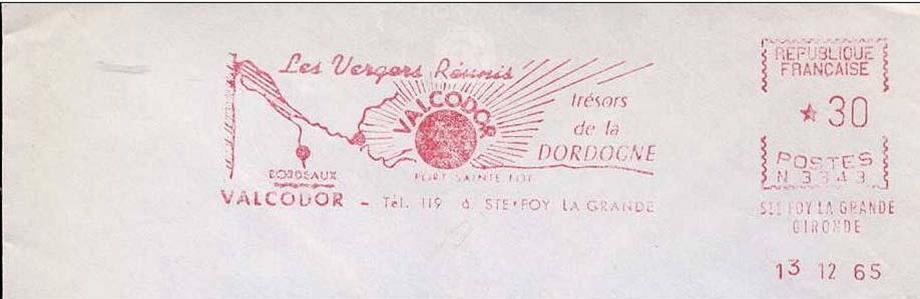 Les Vergers Réunis
VALCODOR
trésors
de la
DORDOGNE
BORDEAUX
PORT SAINTE FOY
VALCODOR - Tél. 119 à STE-FOY LA GRANDE
REPUBLIQUE
FRANCAISE
★ 30
POSTES
N 3343
STE FOY LA GRANDE
GIRONDE
13 12 65